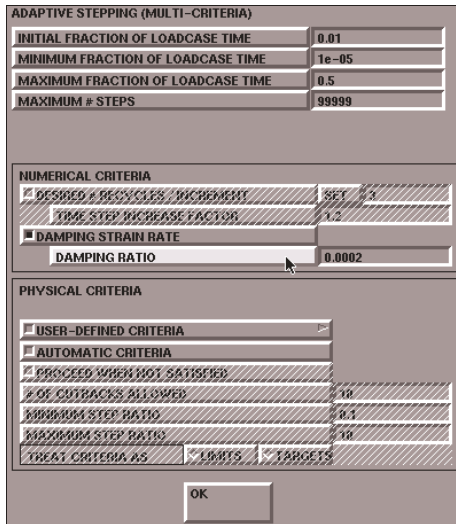 ADAPTIVE STEPPING (MULTI-CRITERIA)
INITIAL FRACTION OF LOADCASE TIME 0.01
MINIMUM FRACTION OF LOADCASE TIME 1e-05
MAXIMUM FRACTION OF LOADCASE TIME 0.5
MAXIMUM # STEPS 99999
NUMERICAL CRITERIA
DESIRED # RECYCLES / INCREMENT SET 3
TIME STEP INCREASE FACTOR 1.2
DAMPING STRAIN RATE
DAMPING RATIO 0.0002
PHYSICAL CRITERIA
USER-DEFINED CRITERIA
AUTOMATIC CRITERIA
PROCEED WHEN NOT SATISFIED
# OF CUTBACKS ALLOWED 10
MINIMUM STEP RATIO 0.1
MAXIMUM STEP RATIO 10
TREAT CRITERIA AS LIMITS TARGETS
OK